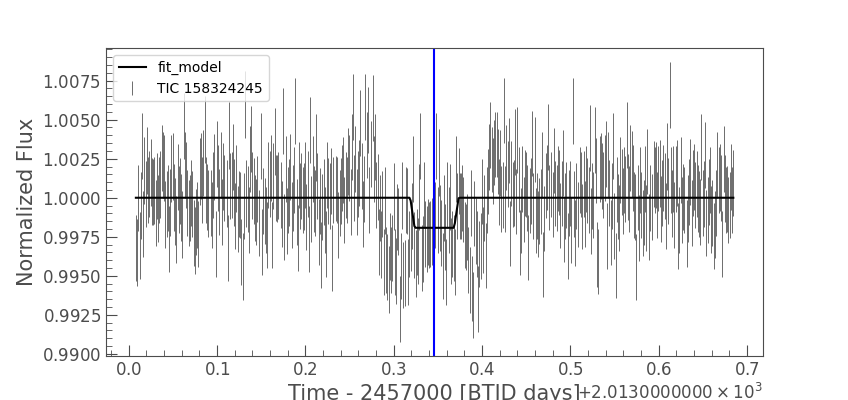 fit_model
TIC 158324245
Normalized Flux
1.0075
1.0050
1.0025
1.0000
0.9975
0.9950
0.9925
0.9900
0.0 0.1 0.2 0.3 0.4 0.5 0.6 0.7
Time - 2457000 [BTJD days]
+2.0130000000 × 10³